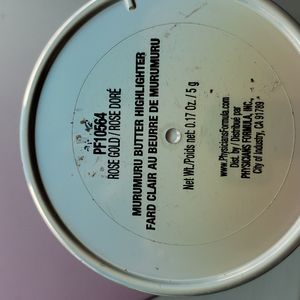 PF10564
ROSE GOLD/ ROSE DORÉ
MURUMURU BUTTER HIGHLIGHTER
FARD CLAIR AU BEURRE DE MURUMURU
Net Wt./Poids net: 0.17 Oz. / 5 g
www.PhysiciansFormula.com
Dist. by / Distribué par
PHYSICIANS FORMULA, INC.
City of Industry, CA 91789